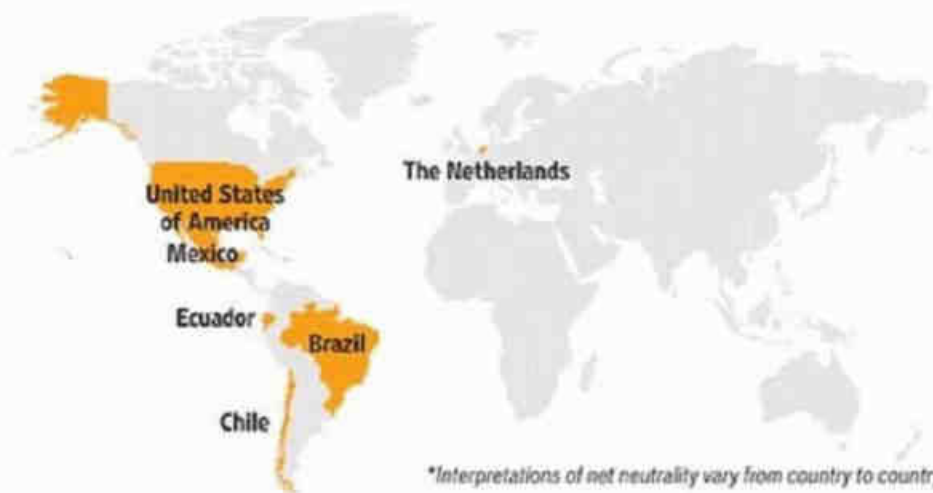 The Netherlands
United States
of America
Mexico
Ecuador
Brazil
Chile
*Interpretations of net neutrality vary from country to countr